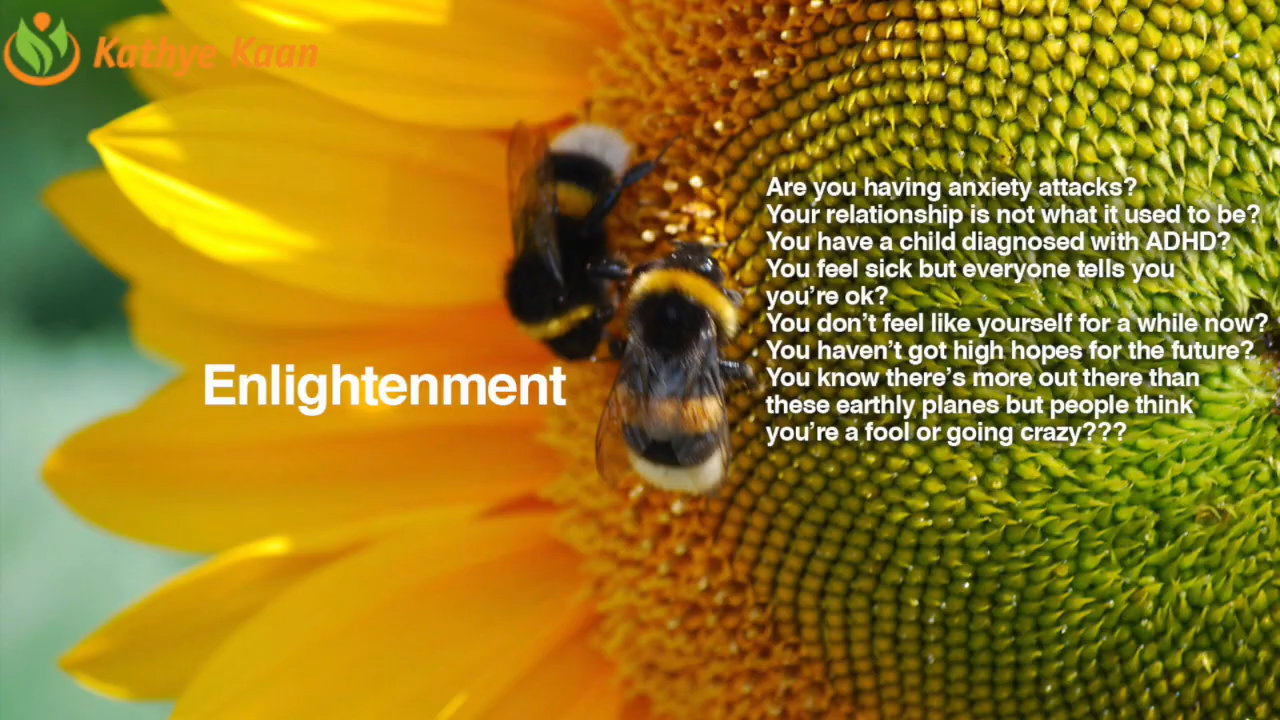 Kathye Kaan
Enlightenment
Are you having anxiety attacks?
Your relationship is not what it used to be?
You have a child diagnosed with ADHD?
You feel sick but everyone tells you
you're ok?
You don't feel like yourself for a while now?
You haven't got high hopes for the future?
You know there's more out there than
these earthly planes but people think
you're a fool or going crazy???